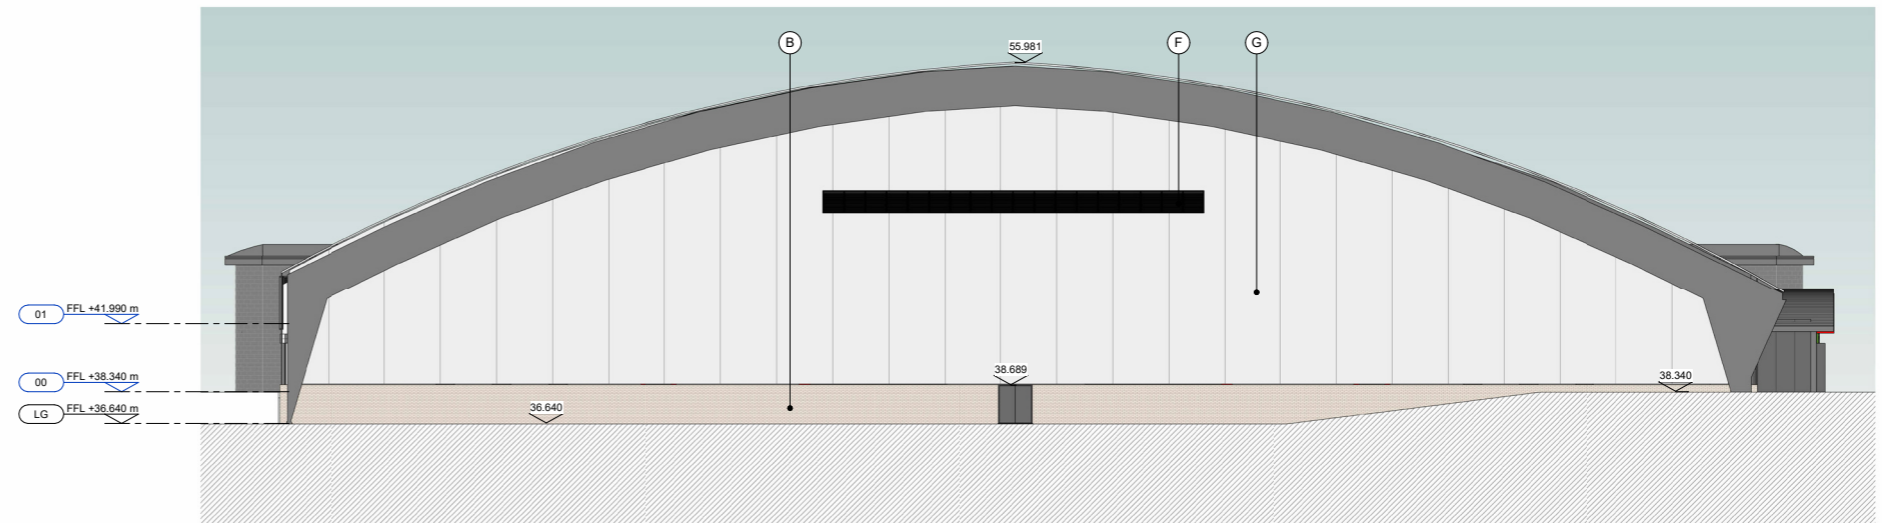 B
F
G
55.981
01
FFL +41.990 m
00
FFL +38.340 m
38.689
38.340
LG
FFL +36.640 m
36.640